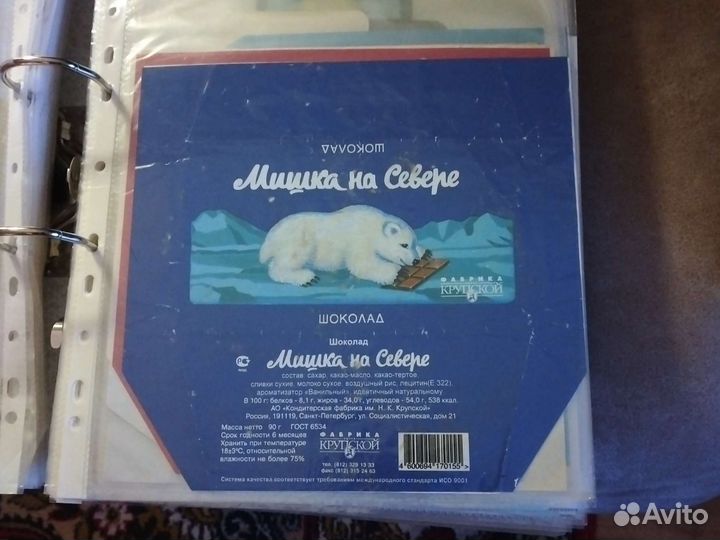 ШОКОЛАД
Мишка на Севере
ФАБРИКА
КРУПСКОЙ
ШОКОЛАД
Шоколад
Мишка на Севере
состав: сахар, какао-масло, какао-тертое,
сливки сухие, молоко сухое, воздушный рис, лецитин(Е 322),
ароматизатор «Ванильный», идентичный натуральному
В 100 г: белков - 8,1 г, жиров - 34,0 г, углеводов - 54,0 г, 538 ккал.
АО «Кондитерская фабрика им. Н. К. Крупской»
Россия, 191119, Санкт-Петербург, ул. Социалистическая, дом 21
Масса нетто 90 г ГОСТ 6534
Срок годности 6 месяцев
Хранить при температуре
18±3°С, относительной
влажности не более 75%
ФАБРИКА
КРУПСКОЙ
тел. (812) 329 13 33
факс (812) 315 24 63
4 600684 170155 >
Система качества соответствует требованиям международного стандарта ИСО 9001
Avito